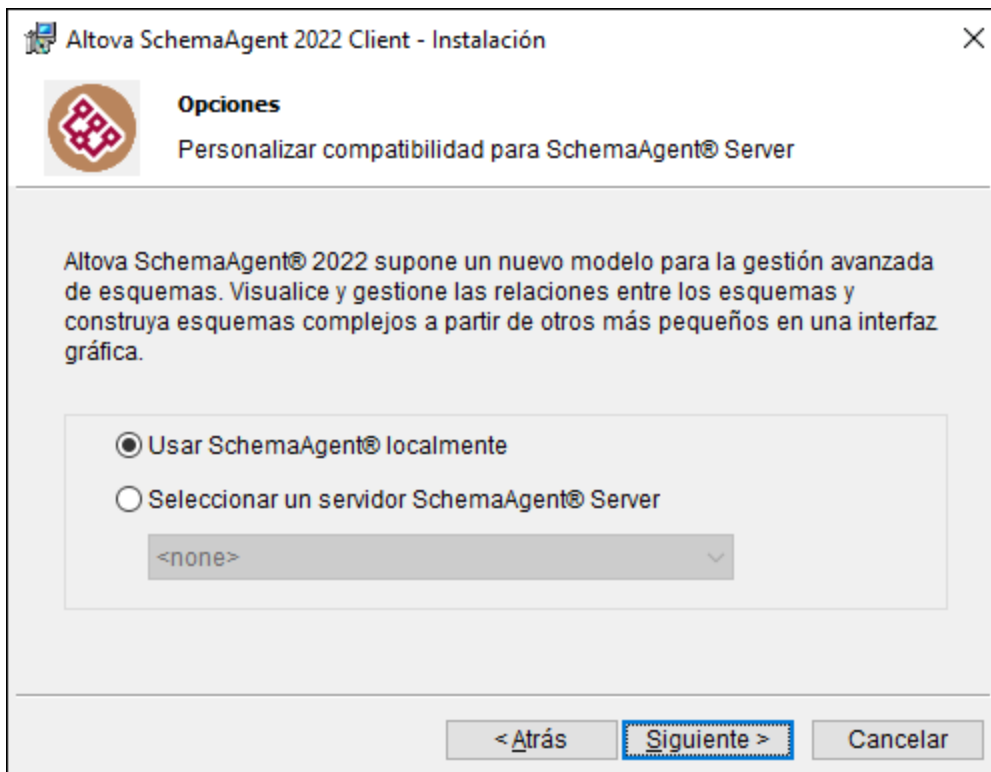 Altova SchemaAgent 2022 Client - Instalación
Opciones
Personalizar compatibilidad para SchemaAgent® Server
Altova SchemaAgent® 2022 supone un nuevo modelo para la gestión avanzada
de esquemas. Visualice y gestione las relaciones entre los esquemas y
construya esquemas complejos a partir de otros más pequeños en una interfaz
gráfica.
Usar SchemaAgent® localmente
Seleccionar un servidor SchemaAgent® Server
<none>
< Atrás
Siguiente >
Cancelar